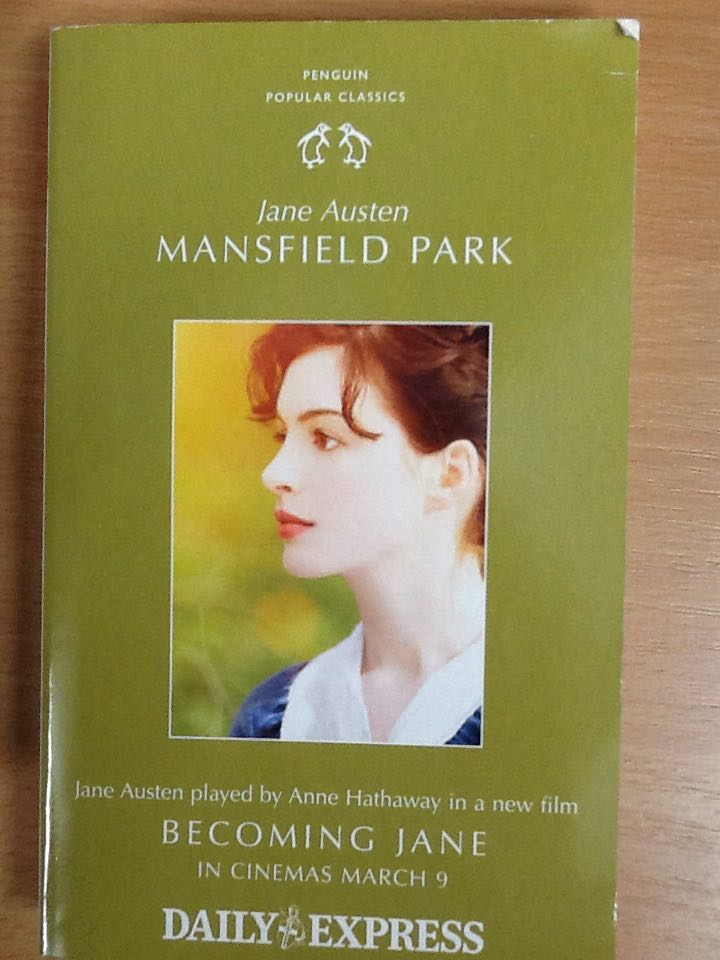 PENGUIN
POPULAR CLASSICS
Jane Austen
MANSFIELD PARK
Jane Austen played by Anne Hathaway in a new film
BECOMING JANE
IN CINEMAS MARCH 9
DAILY EXPRESS